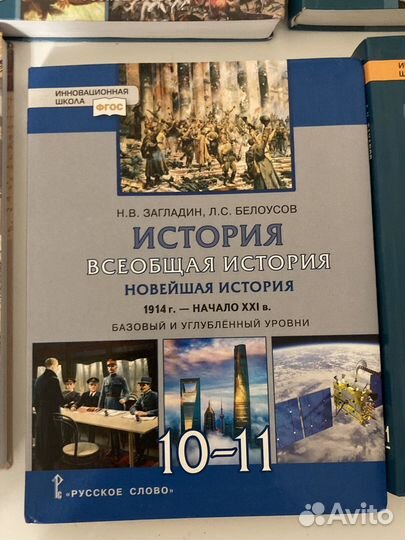 ИННОВАЦИОННАЯ
ШКОЛА
ФГОС
Н.В. ЗАГЛАДИН, Л.С. БЕЛОУСОВ
ИСТОРИЯ
ВСЕОБЩАЯ ИСТОРИЯ
НОВЕЙШАЯ ИСТОРИЯ
1914 г. — НАЧАЛО XXI в.
БАЗОВЫЙ И УГЛУБЛЁННЫЙ УРОВНИ
10–11
«РУССКОЕ СЛОВО»
Avito